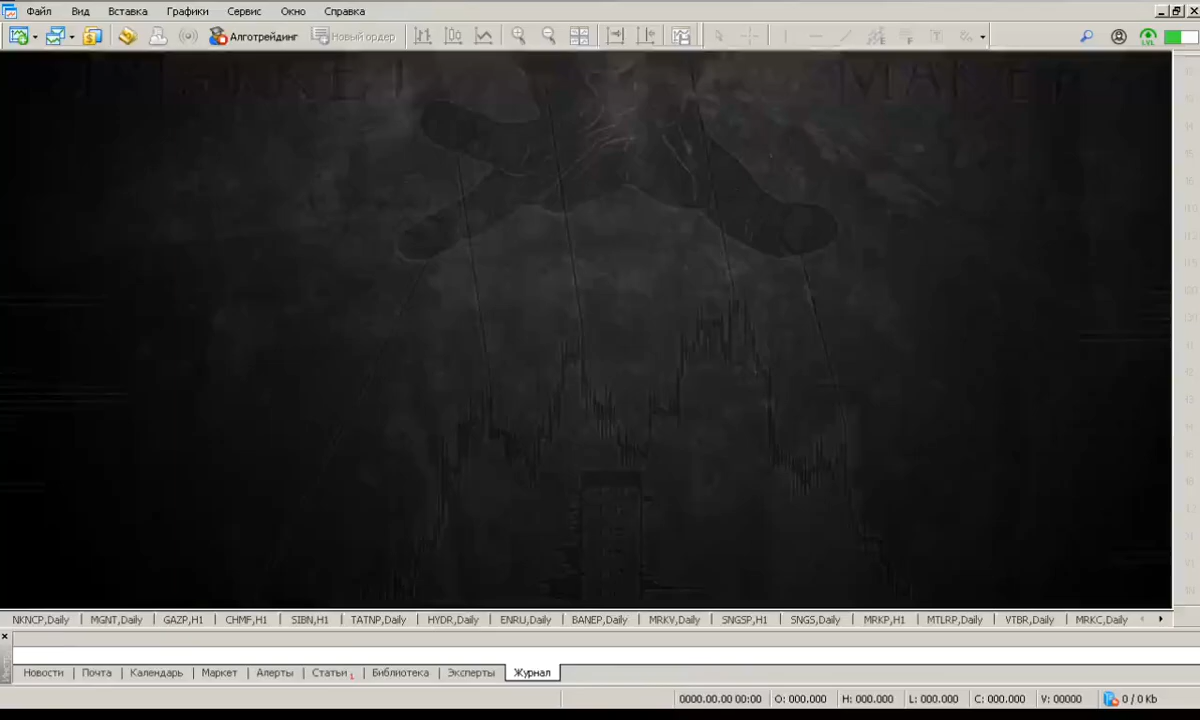 Файл Вид Вставка Графики Сервис Окно Справка
Алготрейдинг Новый ордер
MARKET MAKER
NKNCP,Daily MGNT,Daily GAZP,H1 CHMF,H1 SIBN,H1 TATNP,Daily HYDR,Daily ENRU,Daily BANEP,Daily MRKV,Daily SNGSP,H1 SNGS,Daily MRKP,H1 MTLRP,Daily VTBR,Daily MRKC,Daily
Новости Почта Календарь Маркет Алерты Статьи 1 Библиотека Эксперты Журнал
0000.00.00 00:00 O: 000.000 H: 000.000 L: 000.000 C: 000.000 V: 00000 0 / 0 Kb